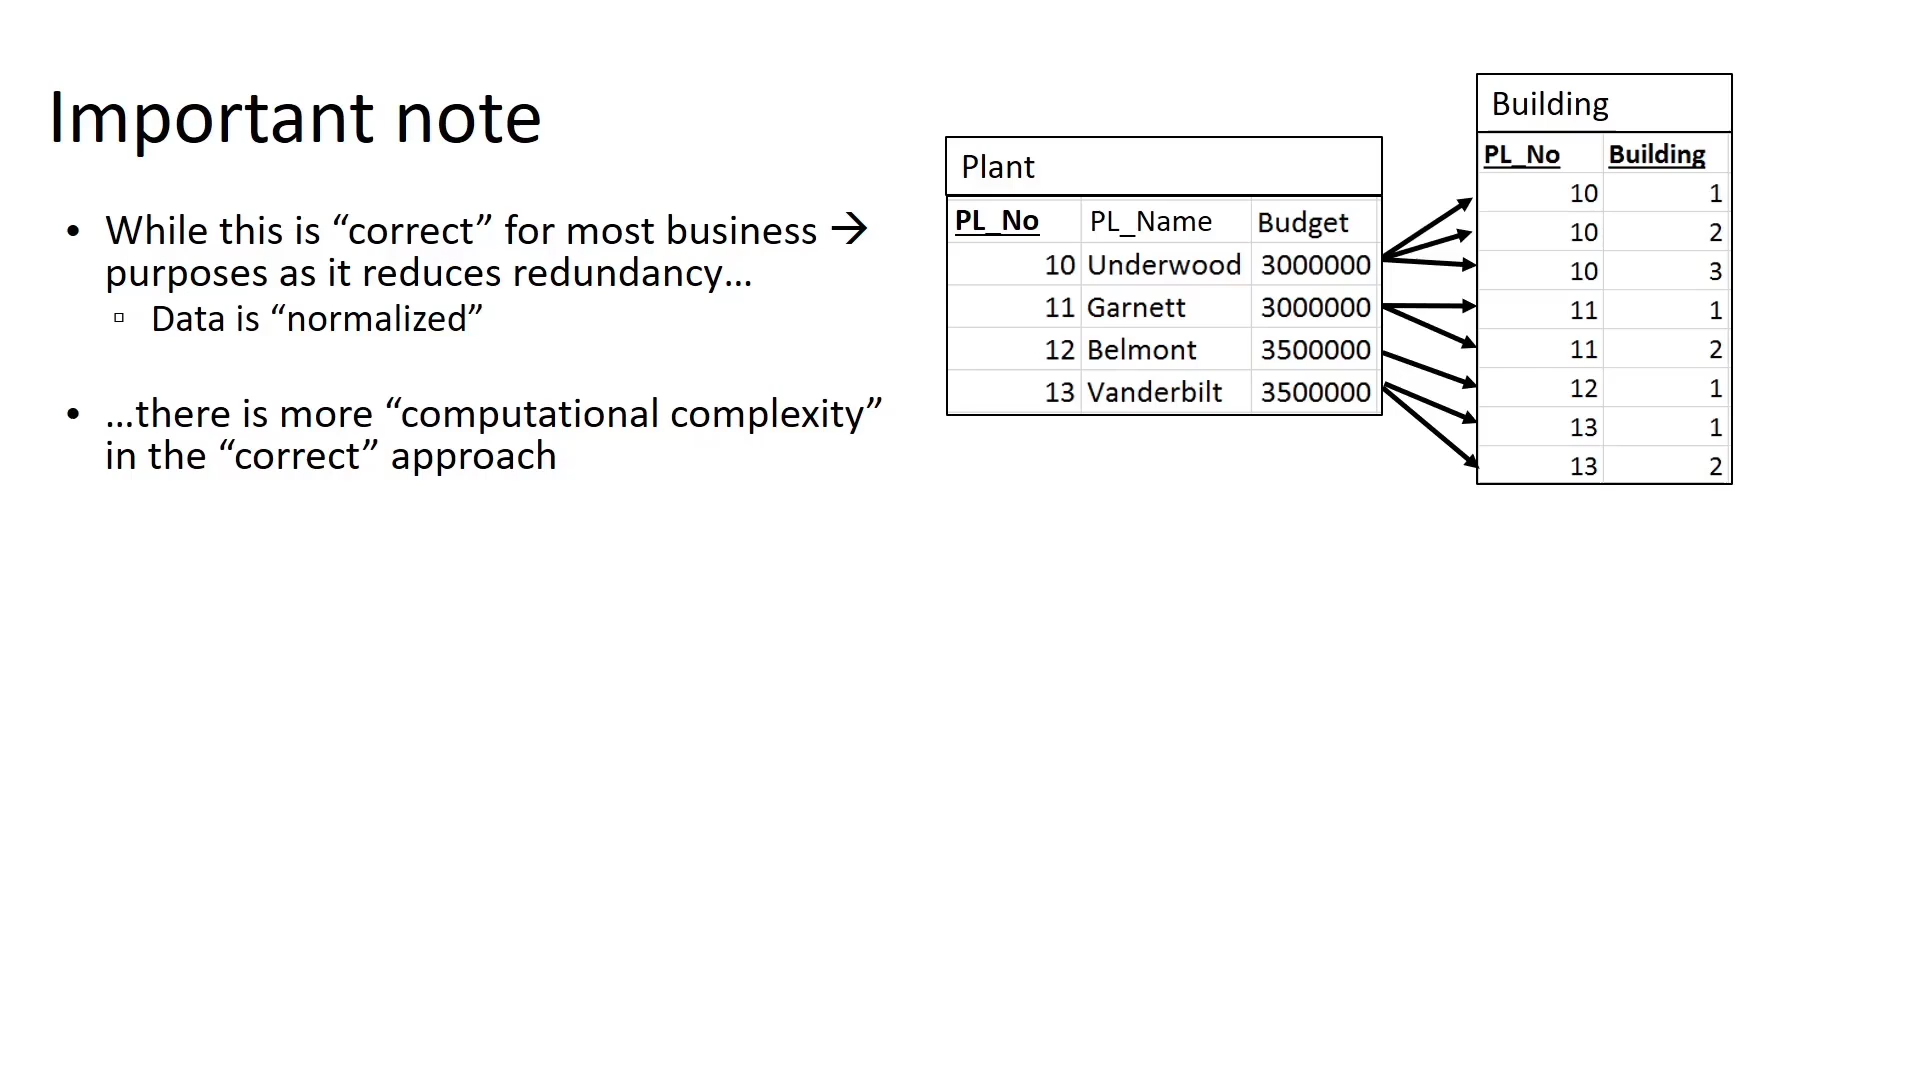 Important note
• While this is “correct” for most business →
purposes as it reduces redundancy…
▫ Data is “normalized”
• …there is more “computational complexity”
in the “correct” approach
Plant
PL_No PL_Name Budget
10 Underwood 3000000
11 Garnett 3000000
12 Belmont 3500000
13 Vanderbilt 3500000
Building
PL_No Building
10 1
10 2
10 3
11 1
11 2
12 1
13 1
13 2